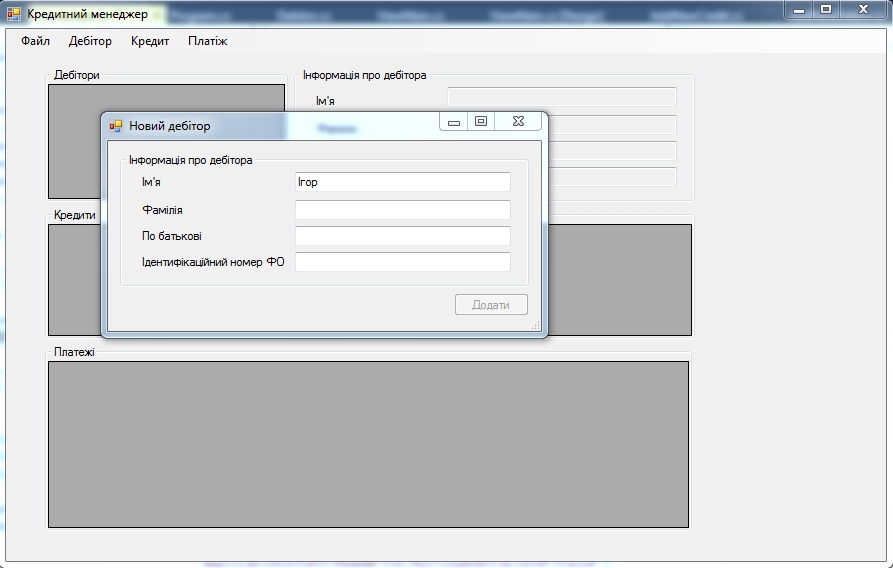 Кредитний менеджер
Файл Дебітор Кредит Платіж
Дебітори
Інформація про дебітора
Ім'я
Новий дебітор
Інформація про дебітора
Ім'я Ігор
Фамілія
По батькові
Ідентифікаційний номер ФО
Додати
Кредити
Платежі